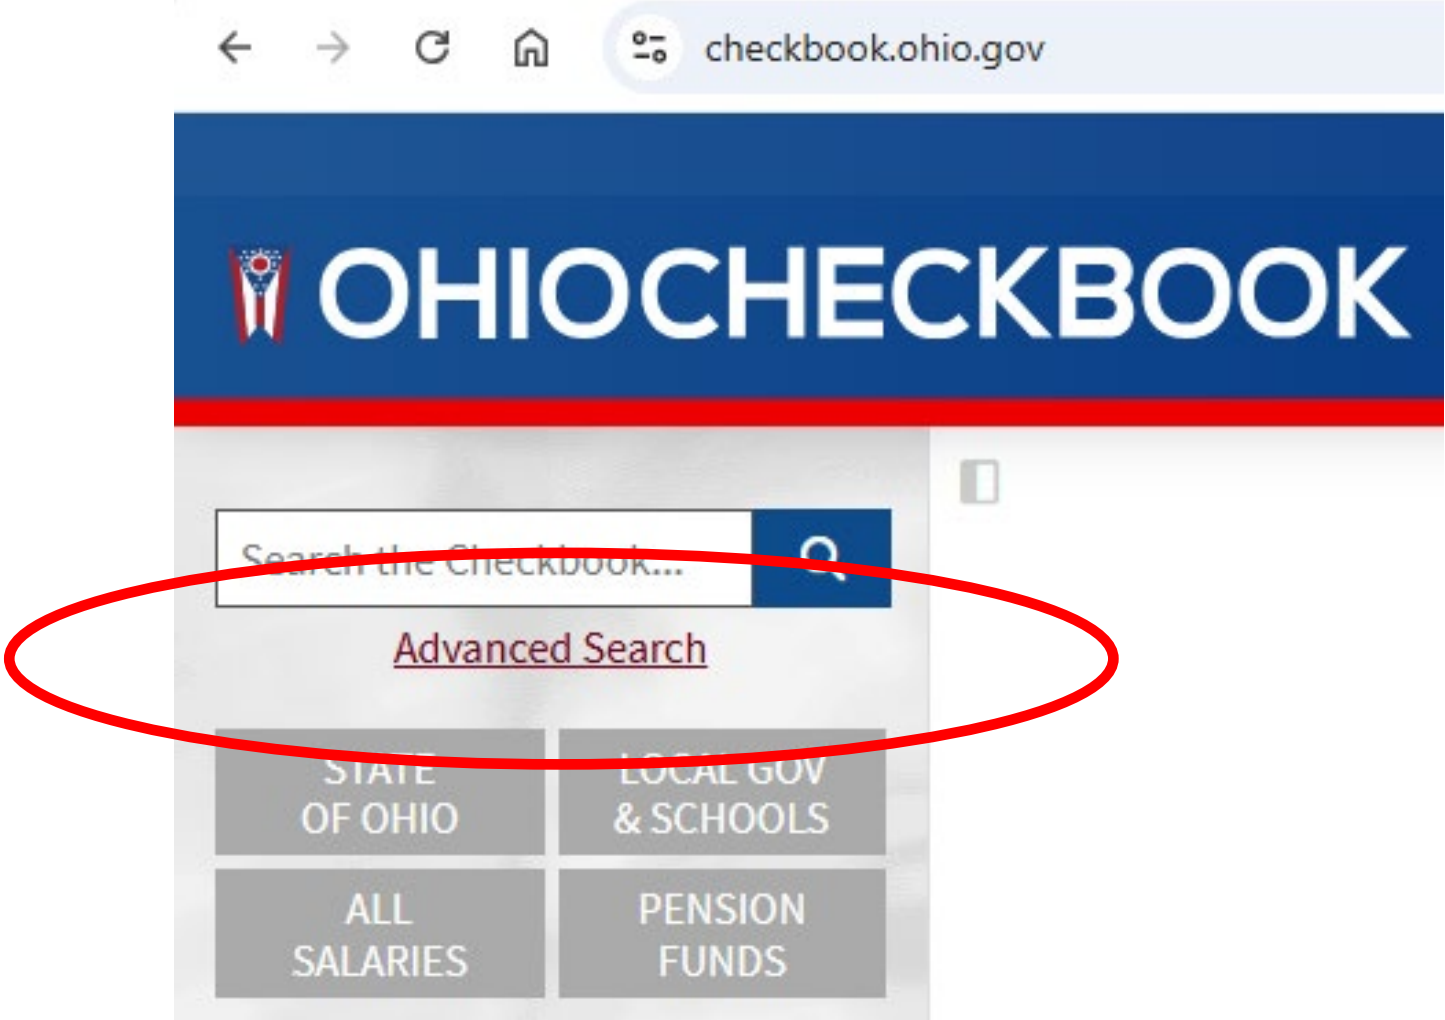 checkbook.ohio.gov
OHIOCHECKBOOK
Search the Checkbook...
Advanced Search
STATE
OF OHIO
LOCAL GOV
& SCHOOLS
ALL
SALARIES
PENSION
FUNDS